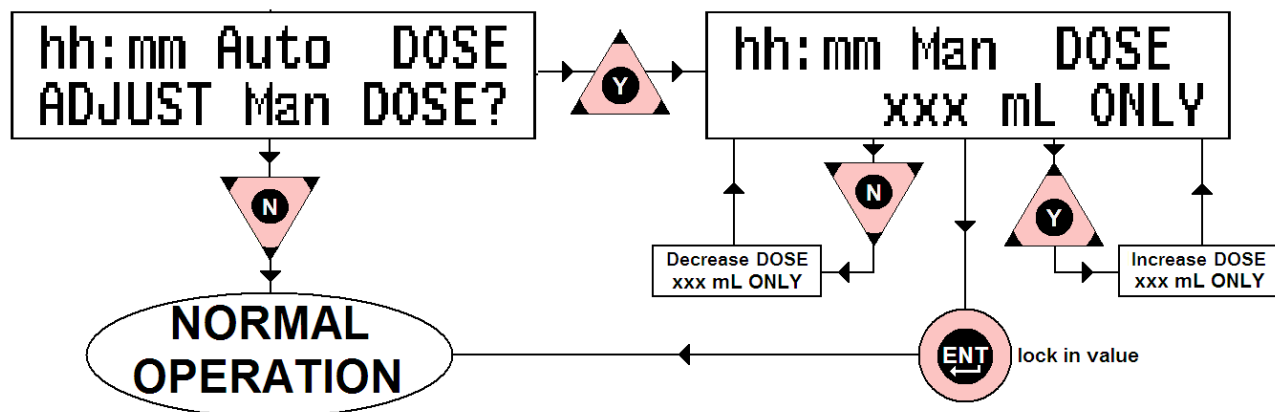 hh:mm Auto DOSE
ADJUST Man DOSE?
Y
hh:mm Man DOSE
xxx mL ONLY
N
N
Y
Decrease DOSE
xxx mL ONLY
Increase DOSE
xxx mL ONLY
NORMAL
OPERATION
ENT
lock in value